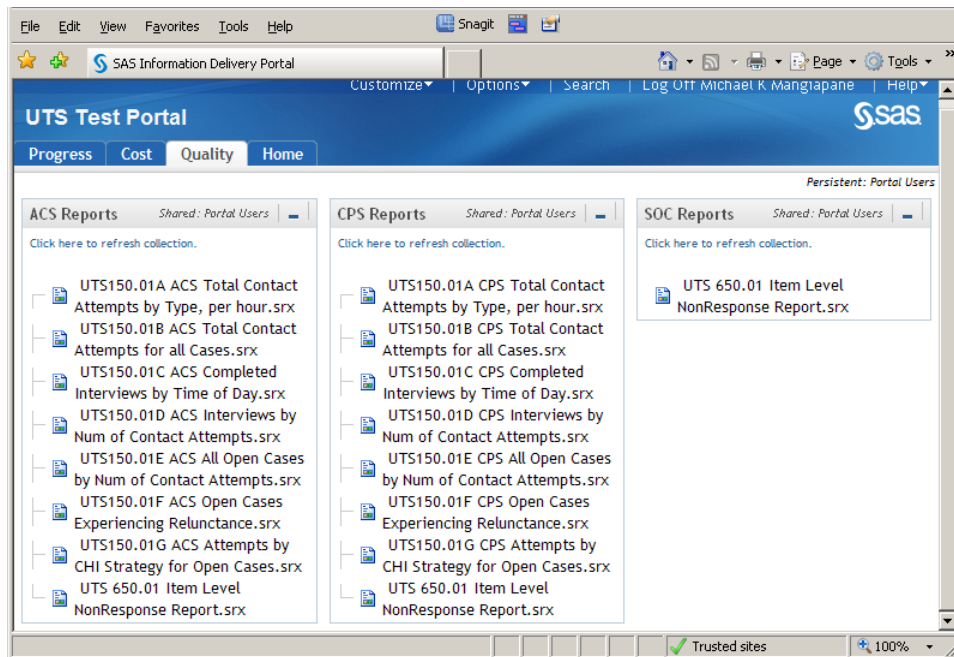 File Edit View Favorites Tools Help Snagit
SAS Information Delivery Portal Page Tools »
Customize | Options | Search | Log Off Michael K Mangiapane | Help
UTS Test Portal sas
Progress Cost Quality Home
Persistent: Portal Users
ACS Reports Shared: Portal Users
Click here to refresh collection.
UTS150.01A ACS Total Contact
Attempts by Type, per hour.srx
UTS150.01B ACS Total Contact
Attempts for all Cases.srx
UTS150.01C ACS Completed
Interviews by Time of Day.srx
UTS150.01D ACS Interviews by
Num of Contact Attempts.srx
UTS150.01E ACS All Open Cases
by Num of Contact Attempts.srx
UTS150.01F ACS Open Cases
Experiencing Relunctance.srx
UTS150.01G ACS Attempts by
CHI Strategy for Open Cases.srx
UTS 650.01 Item Level
NonResponse Report.srx
CPS Reports Shared: Portal Users
Click here to refresh collection.
UTS150.01A CPS Total Contact
Attempts by Type, per hour.srx
UTS150.01B CPS Total Contact
Attempts for all Cases.srx
UTS150.01C CPS Completed
Interviews by Time of Day.srx
UTS150.01D CPS Interviews by
Num of Contact Attempts.srx
UTS150.01E CPS All Open Cases
by Num of Contact Attempts.srx
UTS150.01F CPS Open Cases
Experiencing Relunctance.srx
UTS150.01G CPS Attempts by
CHI Strategy for Open Cases.srx
UTS 650.01 Item Level
NonResponse Report.srx
SOC Reports Shared: Portal Users
Click here to refresh collection.
UTS 650.01 Item Level
NonResponse Report.srx
Trusted sites 100%